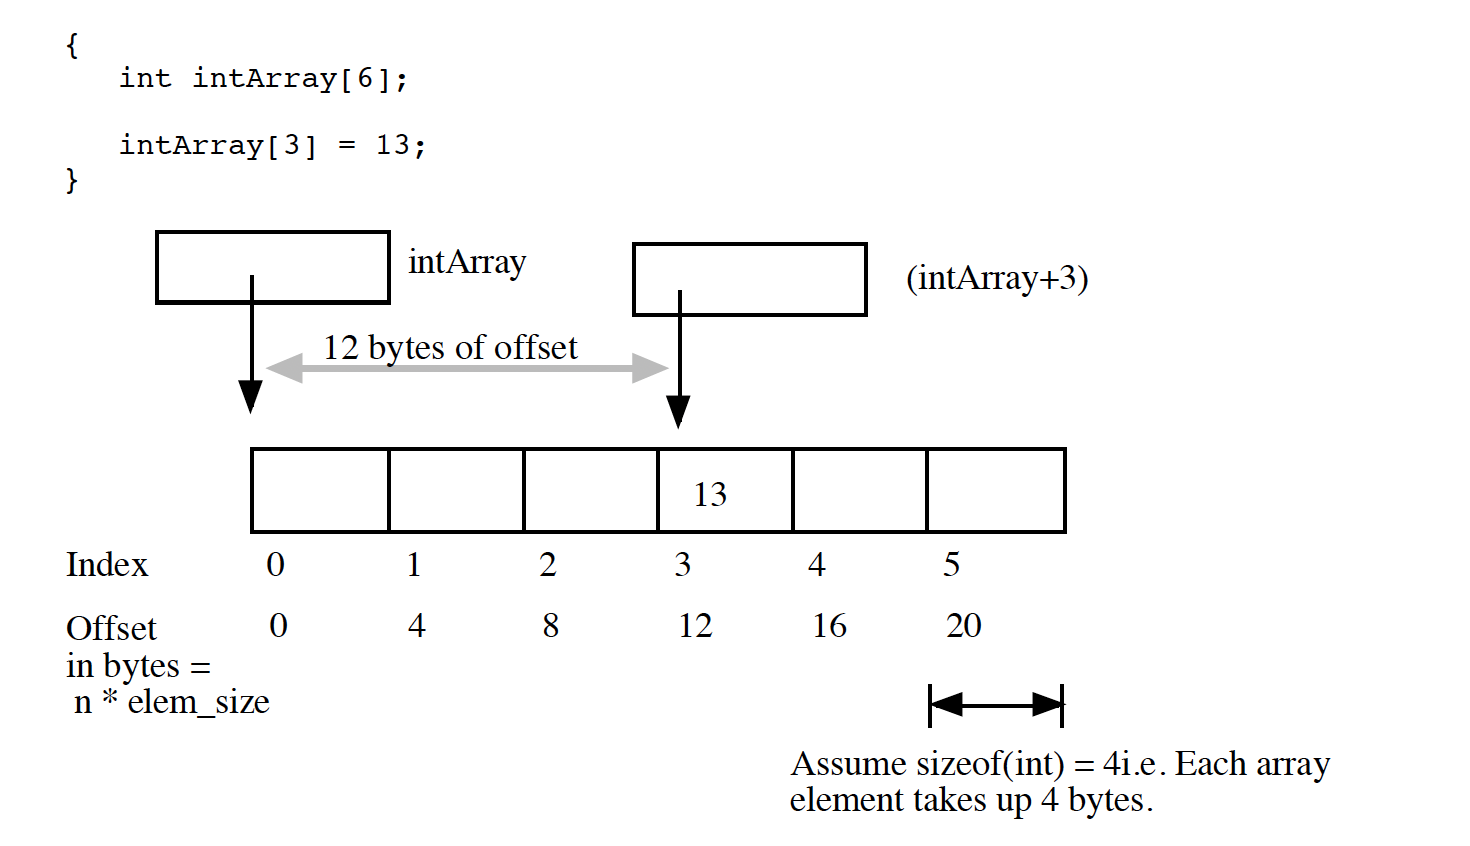 {
int intArray[6];
intArray[3] = 13;
}
intArray
(intArray+3)
12 bytes of offset
13
Index 0 1 2 3 4 5
Offset 0 4 8 12 16 20
in bytes =
n * elem_size
Assume sizeof(int) = 4i.e. Each array
element takes up 4 bytes.